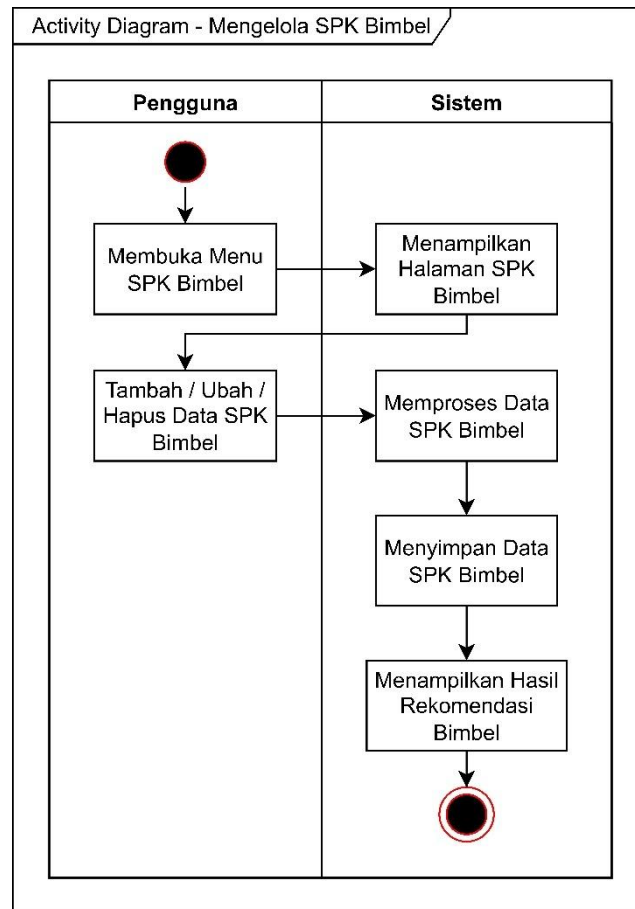 Activity Diagram - Mengelola SPK Bimbel
Pengguna
Sistem
Membuka Menu
SPK Bimbel
Menampilkan
Halaman SPK
Bimbel
Tambah / Ubah /
Hapus Data SPK
Bimbel
Memproses Data
SPK Bimbel
Menyimpan Data
SPK Bimbel
Menampilkan Hasil
Rekomendasi
Bimbel